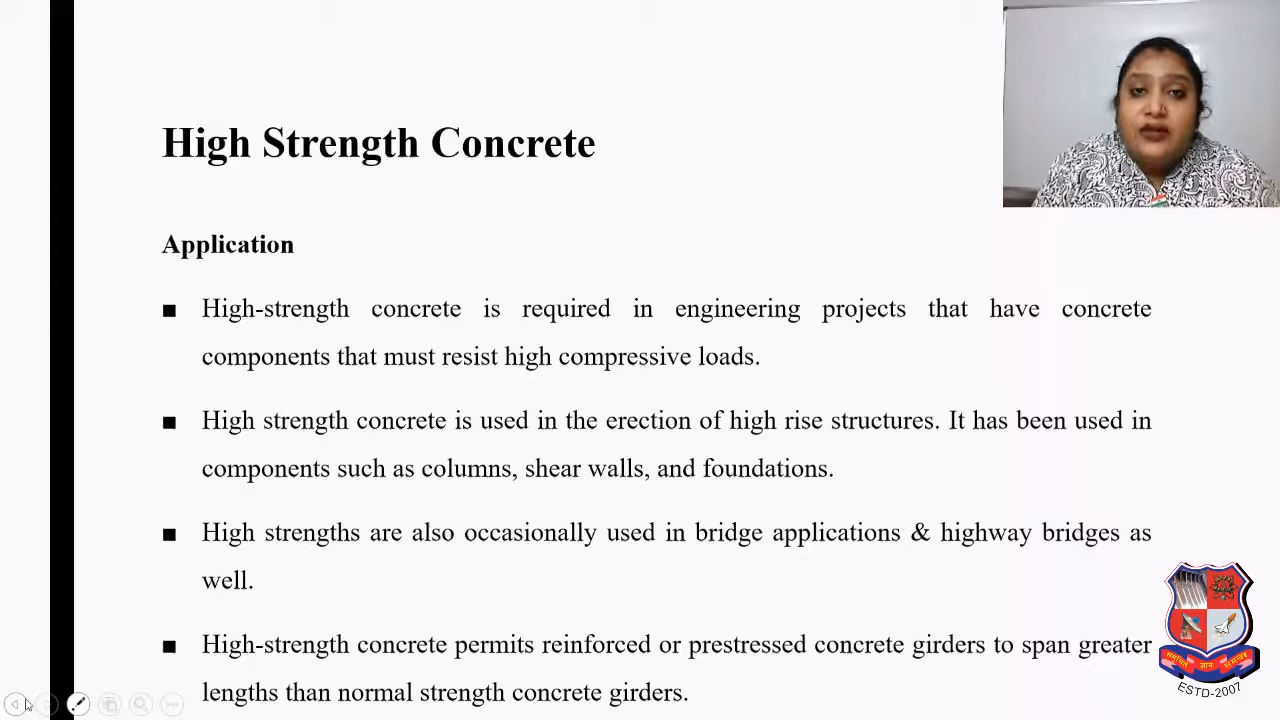 High Strength Concrete
Application
■ High-strength concrete is required in engineering projects that have concrete
components that must resist high compressive loads.
■ High strength concrete is used in the erection of high rise structures. It has been used in
components such as columns, shear walls, and foundations.
■ High strengths are also occasionally used in bridge applications & highway bridges as
well.
■ High-strength concrete permits reinforced or prestressed concrete girders to span greater
lengths than normal strength concrete girders.
ज्ञान
ESTD-2007